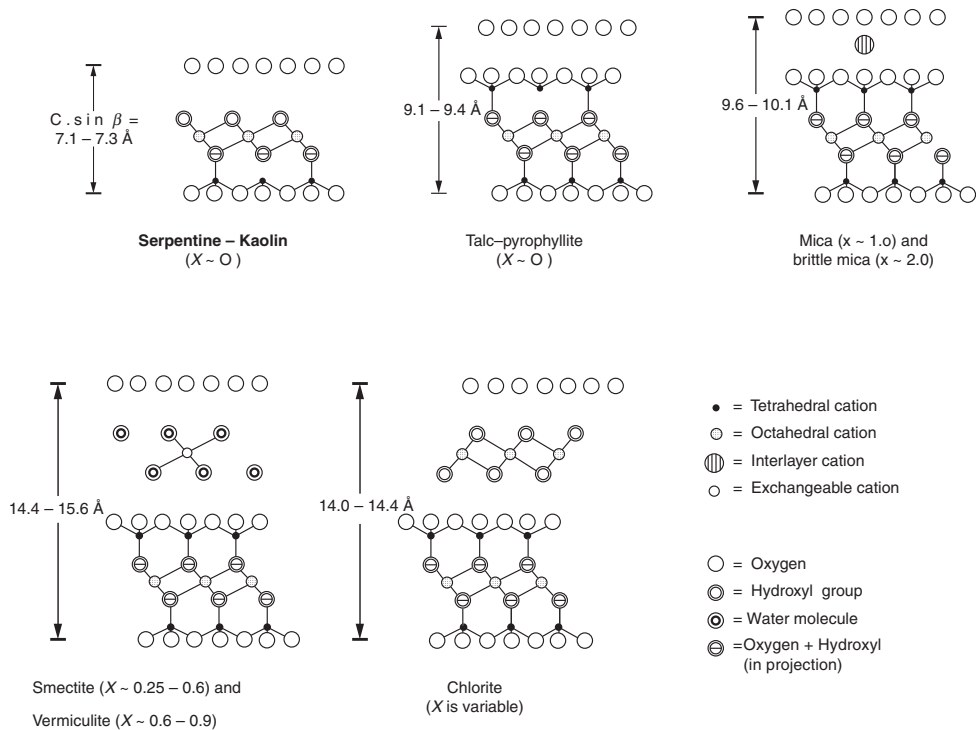 C.sin β =
7.1 – 7.3 Å
Serpentine – Kaolin
(X ~ O )
9.1 – 9.4 Å
Talc–pyrophyllite
(X ~ O )
9.6 – 10.1 Å
Mica (x ~ 1.o) and
brittle mica (x ~ 2.0)
14.4 – 15.6 Å
Smectite (X ~ 0.25 – 0.6) and
Vermiculite (X ~ 0.6 – 0.9)
14.0 – 14.4 Å
Chlorite
(X is variable)
= Tetrahedral cation
= Octahedral cation
= Interlayer cation
= Exchangeable cation
= Oxygen
= Hydroxyl group
= Water molecule
=Oxygen + Hydroxyl
(in projection)